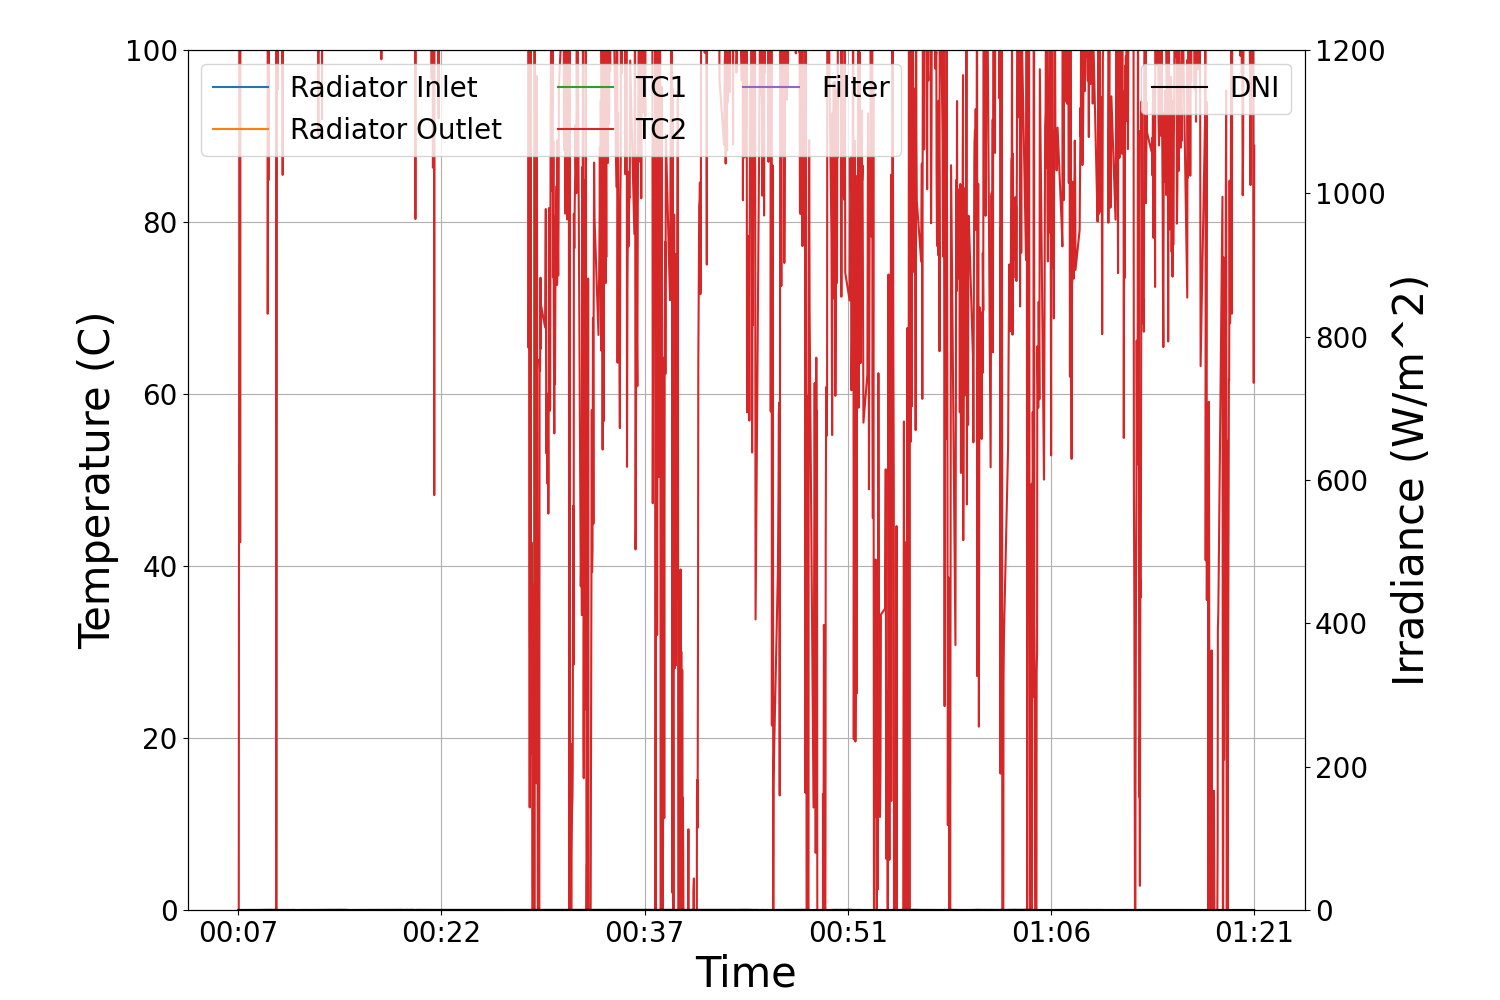 100
80
60
40
20
0
Temperature (C)
Radiator Inlet
Radiator Outlet
TC1
TC2
Filter
DNI
1200
1000
800
600
400
200
0
Irradiance (W/m^2)
00:07
00:22
00:37
00:51
01:06
01:21
Time